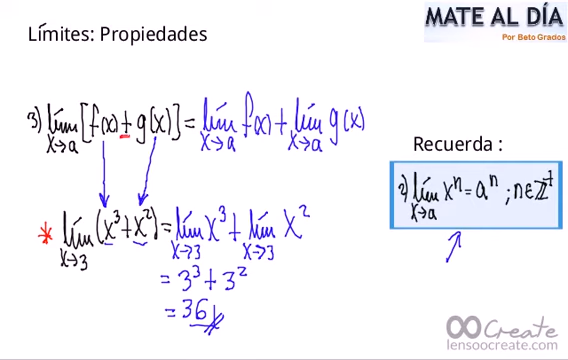 MATE AL DÍA
Por Beto Grados
Límites: Propiedades
3) lím x→a [f(x) + g(x)] = lím x→a f(x) + lím x→a g(x)
Recuerda :
2) lím x→a xⁿ = aⁿ ; n∈ℤ⁺
* lím x→3 (x³ + x²) = lím x→3 x³ + lím x→3 x²
= 3³ + 3²
= 36
Create
lensoocreate.com